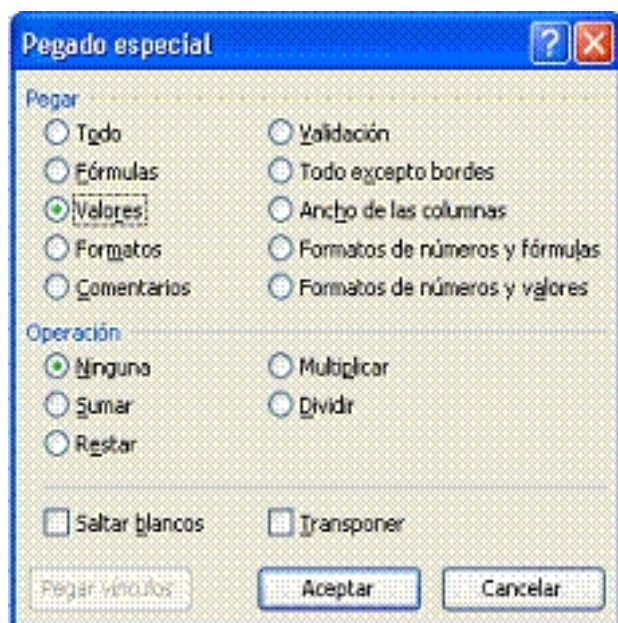 Pegado especial
Pegar
Todo
Validación
Fórmulas
Todo excepto bordes
Valores
Ancho de las columnas
Formatos
Formatos de números y fórmulas
Comentarios
Formatos de números y valores
Operación
Ninguna
Multiplicar
Sumar
Dividir
Restar
Saltar blancos
Transponer
Pegar vínculos
Aceptar
Cancelar